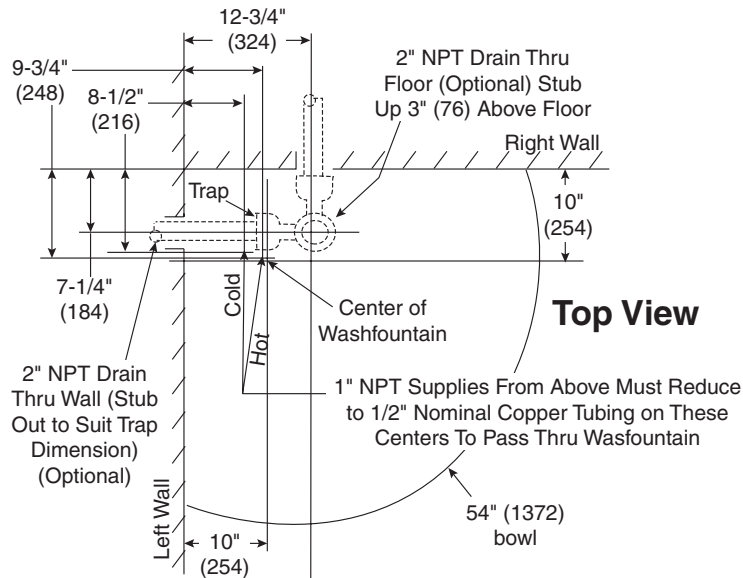 12-3/4"
(324)
9-3/4"
(248)
8-1/2"
(216)
2" NPT Drain Thru
Floor (Optional) Stub
Up 3" (76) Above Floor
Right Wall
Trap
10"
(254)
7-1/4"
(184)
Cold
Hot
Center of
Washfountain
Top View
2" NPT Drain
Thru Wall (Stub
Out to Suit Trap
Dimension)
(Optional)
1" NPT Supplies From Above Must Reduce
to 1/2" Nominal Copper Tubing on These
Centers To Pass Thru Wasfountain
Left Wall
10"
(254)
54" (1372)
bowl